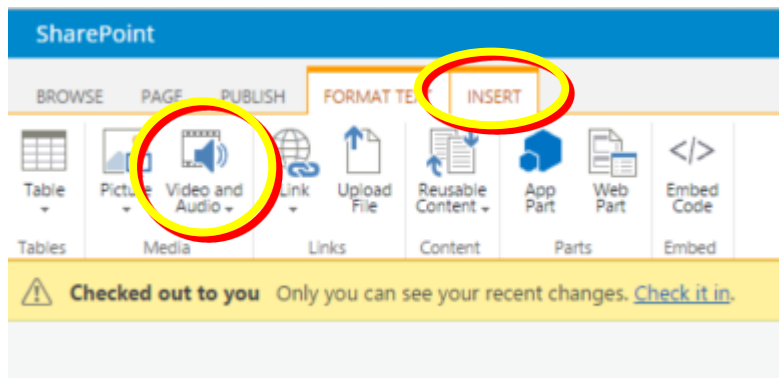 SharePoint
BROWSE PAGE PUBLISH FORMAT TEXT INSERT
Table Picture Video and Audio Link Upload File Reusable Content App Part Web Part Embed Code
Tables Media Links Content Parts Embed
Checked out to you Only you can see your recent changes. Check it in.